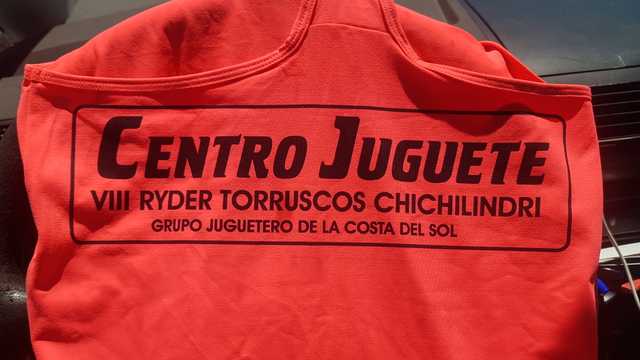 CENTRO JUGUETE
VIII RYDER TORRUSCOS CHICHILINDRI
GRUPO JUGUETERO DE LA COSTA DEL SOL